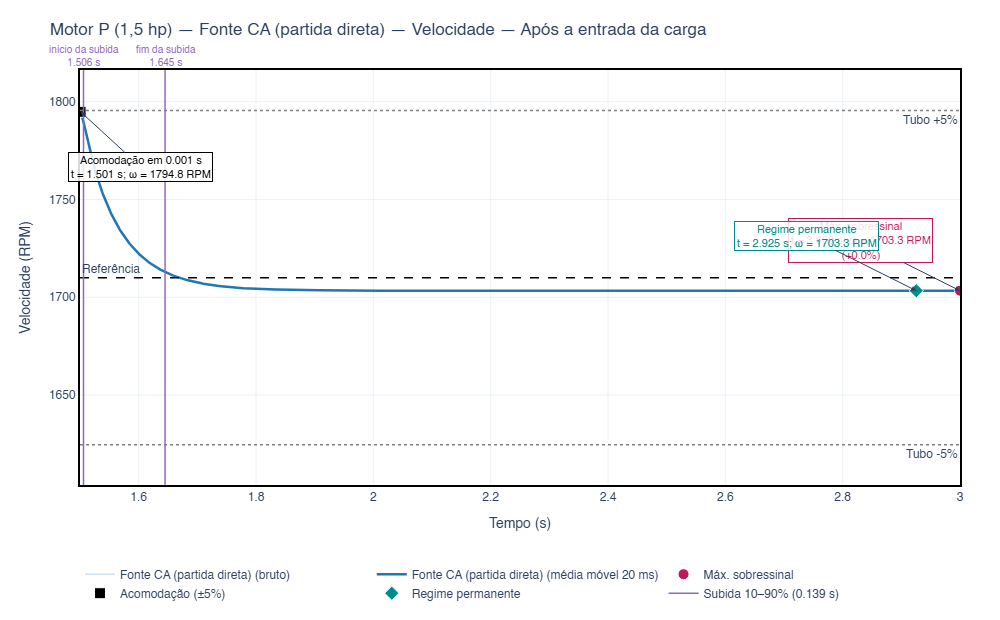 Motor P (1,5 hp) — Fonte CA (partida direta) — Velocidade — Após a entrada da carga
início da subida
1.506 s
fim da subida
1.645 s
1800
1750
1700
1650
Velocidade (RPM)
Tubo +5%
Acomodação em 0.001 s
t = 1.501 s; ω = 1794.8 RPM
Referência
Regime permanente
t = 2.925 s; ω = 1703.3 RPM
703.3 RPM
(+0.0%)
Tubo -5%
1.6
1.8
2
2.2
2.4
2.6
2.8
3
Tempo (s)
Fonte CA (partida direta) (bruto)
Fonte CA (partida direta) (média móvel 20 ms)
Máx. sobressinal
Acomodação (±5%)
Regime permanente
Subida 10–90% (0.139 s)